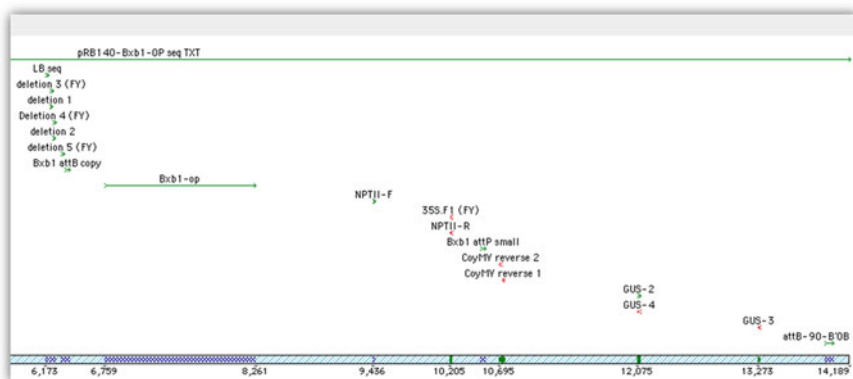 pRB140-Bxb1-OP seq TXT
LB seq
deletion 3 (FY)
deletion 1
Deletion 4 (FY)
deletion 2
deletion 5 (FY)
Bxb1 attB copy
Bxb1-op
NPTII-F
35S.F1 (FY)
NPTII-R
Bxb1 attP small
CoyMV reverse 2
CoyMV reverse 1
GUS-2
GUS-4
GUS-3
attB-90-B'OB
6,173 6,759 8,261 9,436 10,205 10,695 12,075 13,273 14,189